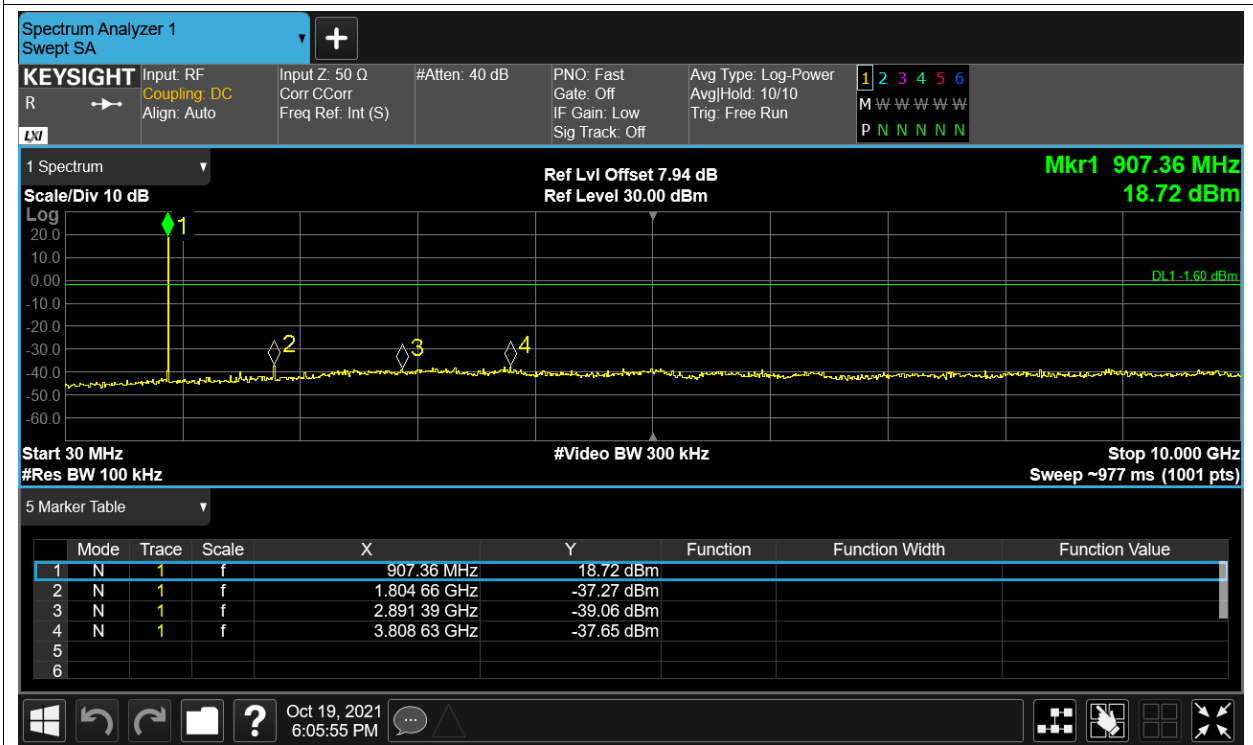 Spectrum Analyzer 1
Swept SA
+
KEYSIGHT Input: RF Input Z: 50 Ω #Atten: 40 dB PNO: Fast Avg Type: Log-Power 1 2 3 4 5 6
R Coupling: DC Corr CCorr Gate: Off Avg|Hold: 10/10 M W W W W W
Align: Auto Freq Ref: Int (S) IF Gain: Low Trig: Free Run
LXI Sig Track: Off P N N N N N
1 Spectrum Ref Lvl Offset 7.94 dB Mkr1 907.36 MHz
Scale/Div 10 dB Ref Level 30.00 dBm 18.72 dBm
Log
1
20.0
10.0
0.00 DL1 -1.60 dBm
-10.0
-20.0
-30.0 2 3 4
-40.0
-50.0
-60.0
Start 30 MHz #Video BW 300 kHz Stop 10.000 GHz
#Res BW 100 kHz Sweep ~977 ms (1001 pts)
5 Marker Table
Mode Trace Scale X Y Function Function Width Function Value
1 N 1 f 907.36 MHz 18.72 dBm
2 N 1 f 1.804 66 GHz -37.27 dBm
3 N 1 f 2.891 39 GHz -39.06 dBm
4 N 1 f 3.808 63 GHz -37.65 dBm
5
6
? Oct 19, 2021
6:05:55 PM